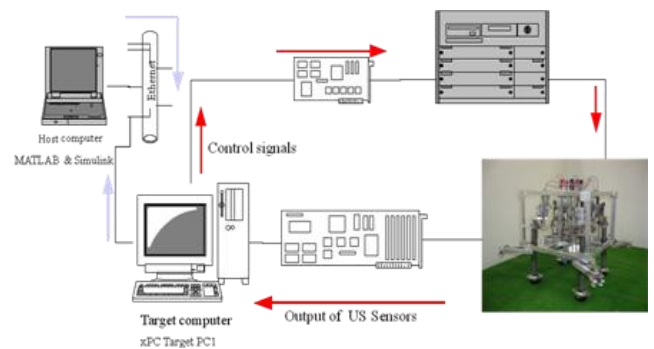 Ethernet
Host computer
MATLAB & Simulink
Control signals
Target computer
xPC Target PC1
Output of US Sensors